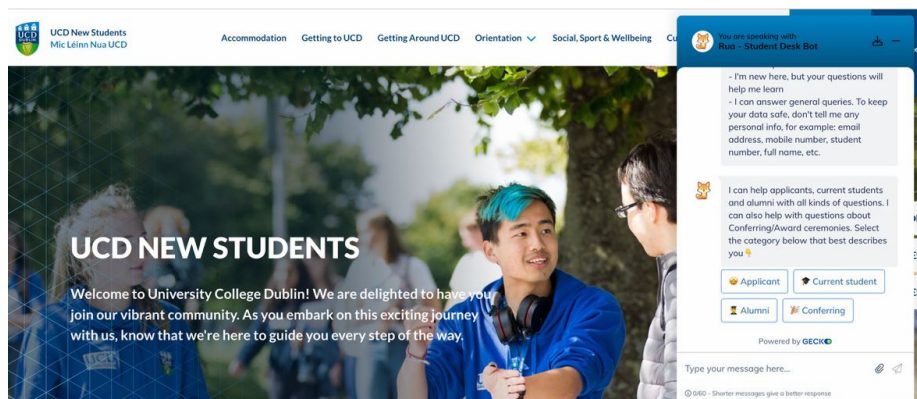 UCD
DUBLIN
UCD New Students
Mic Léinn Nua UCD
Accommodation Getting to UCD Getting Around UCD Orientation Social, Sport & Wellbeing
You are speaking with
Rua - Student Desk Bot
- I'm new here, but your questions will
help me learn
- I can answer general queries. To keep
your data safe, don't tell me any
personal info, for example: email
address, mobile number, student
number, full name, etc.
I can help applicants, current students
and alumni with all kinds of questions. I
can also help with questions about
Conferring/Award ceremonies. Select
the category below that best describes
you👇
Applicant Current student
Alumni Conferring
Powered by GECKO
Type your message here...
0/60 - Shorter messages give a better response
UCD NEW STUDENTS
Welcome to University College Dublin! We are delighted to have you
join our vibrant community. As you embark on this exciting journey
with us, know that we're here to guide you every step of the way.